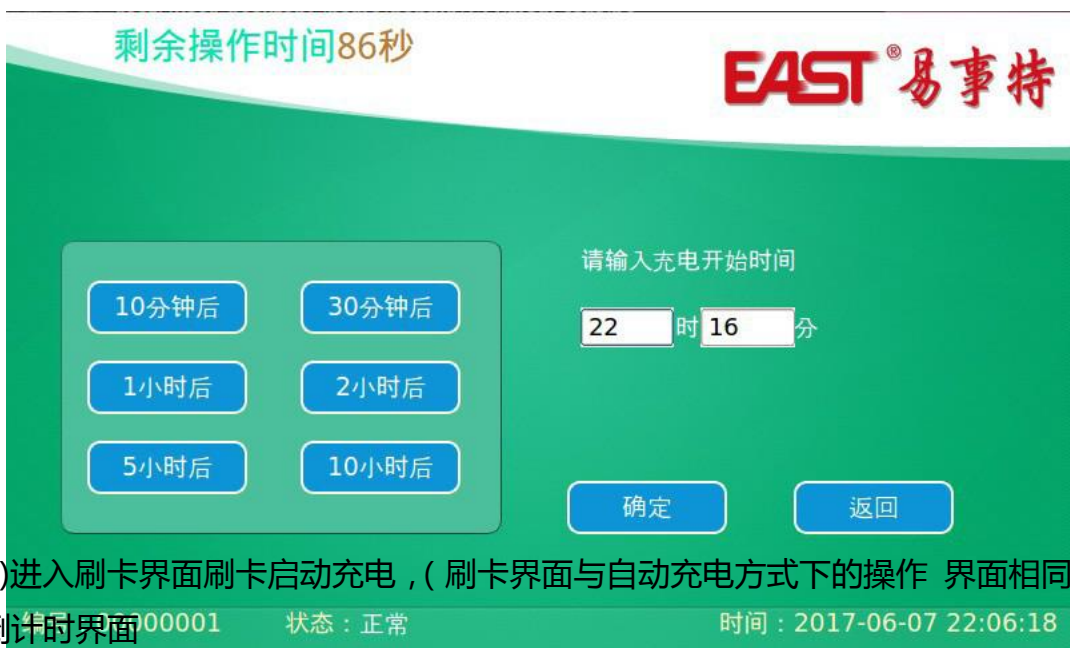 剩余操作时间86秒
EAST®易事特
请输入充电开始时间
10分钟后 30分钟后
22 时 16 分
1小时后 2小时后
5小时后 10小时后
确定 返回
)进入刷卡界面刷卡启动充电,( 刷卡界面与自动充电方式下的操作 界面相同
计时界面
000001 状态:正常 时间:2017-06-07 22:06:18